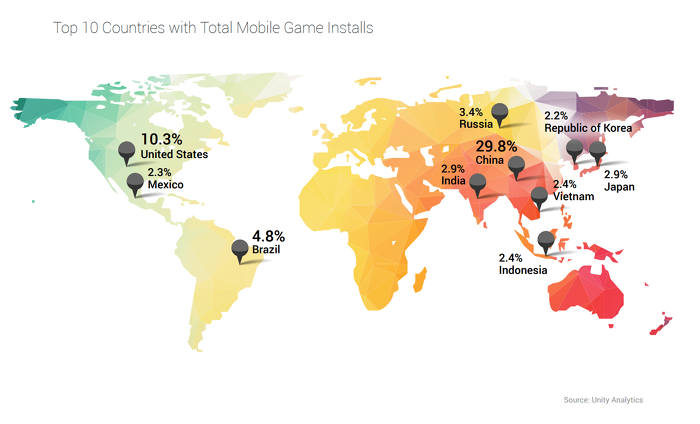 Top 10 Countries with Total Mobile Game Installs
10.3%
United States
2.3%
Mexico
4.8%
Brazil
3.4%
Russia
2.2%
Republic of Korea
29.8%
China
2.9%
India
2.9%
Japan
2.4%
Vietnam
2.4%
Indonesia
Source: Unity Analytics